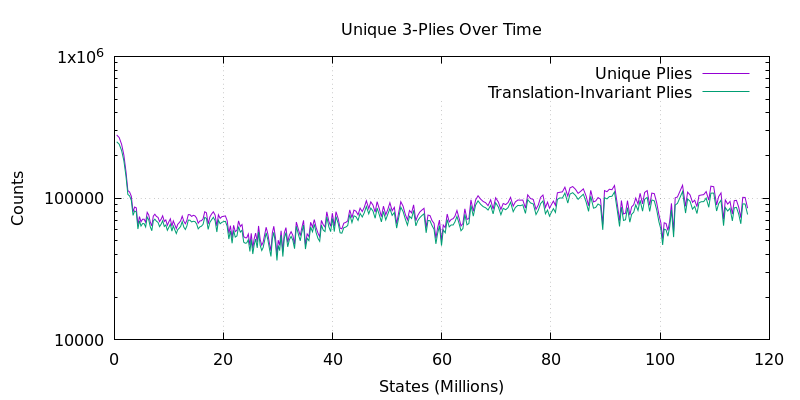 Unique 3-Plies Over Time
1x10^6
Unique Plies
Translation-Invariant Plies
100000
Counts
10000
0 20 40 60 80 100 120
States (Millions)